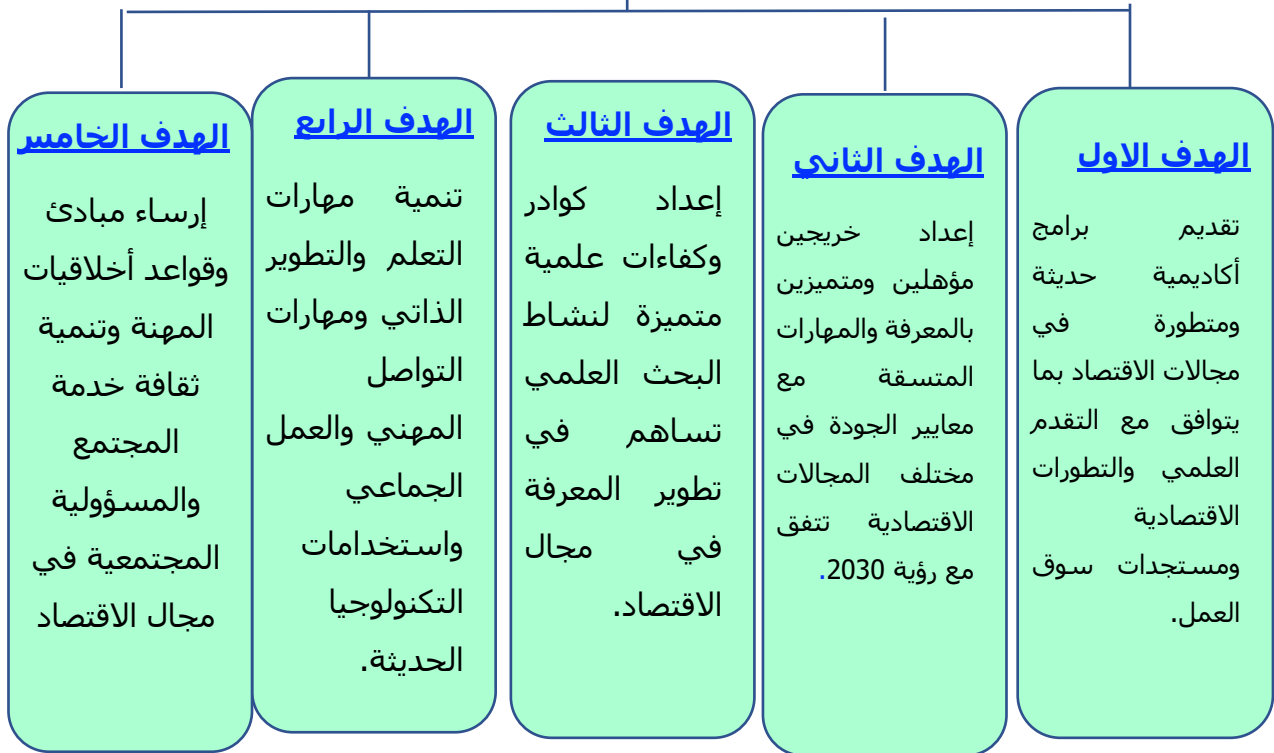 الهدف الاول
تقديم برامج
أكاديمية حديثة
ومتطورة في
مجالات الاقتصاد بما
يتوافق مع التقدم
العلمي والتطورات
الاقتصادية
ومستجدات سوق
العمل.
الهدف الثاني
إعداد خريجين
مؤهلين ومتميزين
بالمعرفة والمهارات
المتسقة مع
معايير الجودة في
مختلف المجالات
الاقتصادية تتفق
مع رؤية 2030.
الهدف الثالث
إعداد كوادر
وكفاءات علمية
متميزة لنشاط
البحث العلمي
تساهم في
تطوير المعرفة
في مجال
الاقتصاد.
الهدف الرابع
تنمية مهارات
التعلم والتطوير
الذاتي ومهارات
التواصل
المهني والعمل
الجماعي
واستخدامات
التكنولوجيا
الحديثة.
الهدف الخامس
إرساء مبادئ
وقواعد أخلاقيات
المهنة وتنمية
ثقافة خدمة
المجتمع
والمسؤولية
المجتمعية في
مجال الاقتصاد